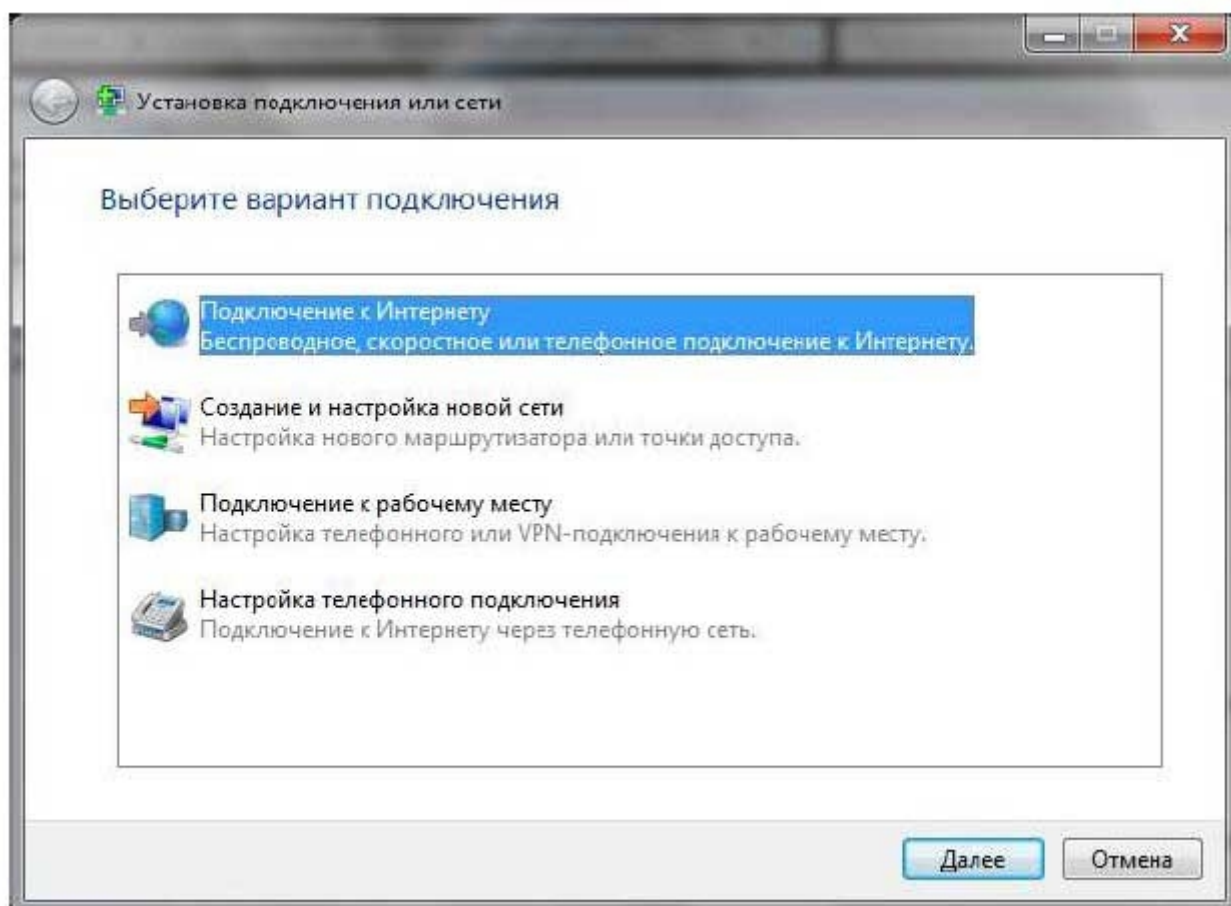 Установка подключения или сети
Выберите вариант подключения
Подключение к Интернету
Беспроводное, скоростное или телефонное подключение к Интернету.
Создание и настройка новой сети
Настройка нового маршрутизатора или точки доступа.
Подключение к рабочему месту
Настройка телефонного или VPN-подключения к рабочему месту.
Настройка телефонного подключения
Подключение к Интернету через телефонную сеть.
Далее Отмена